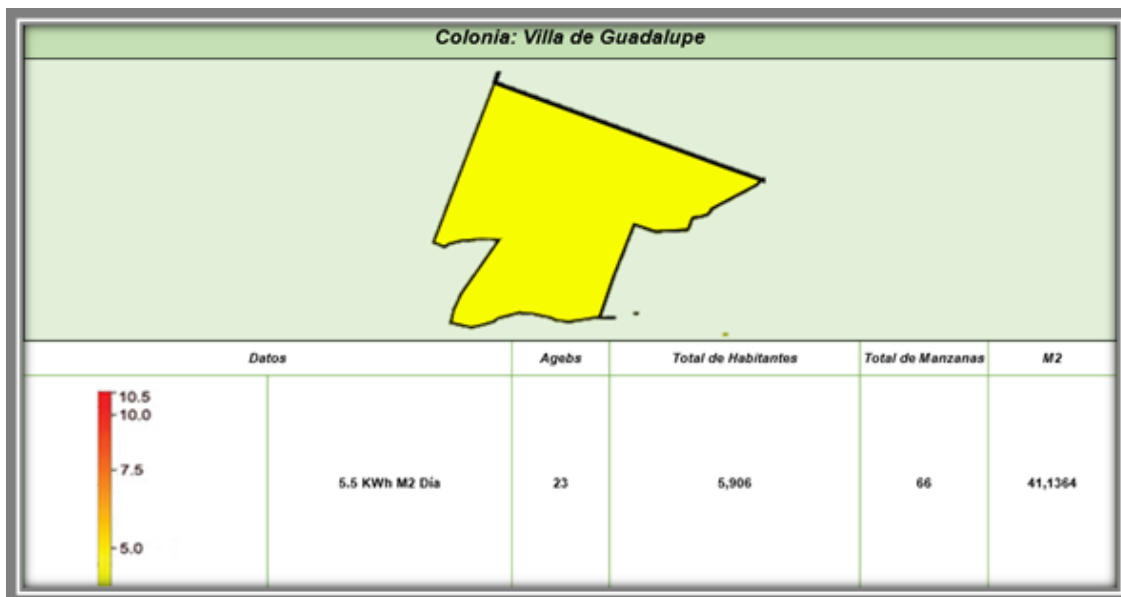 Colonia: Villa de Guadalupe
Datos Agebs Total de Habitantes Total de Manzanas M2
10.5
10.0
7.5
5.5 KWh M2 Día 23 5,906 66 41,1364
5.0